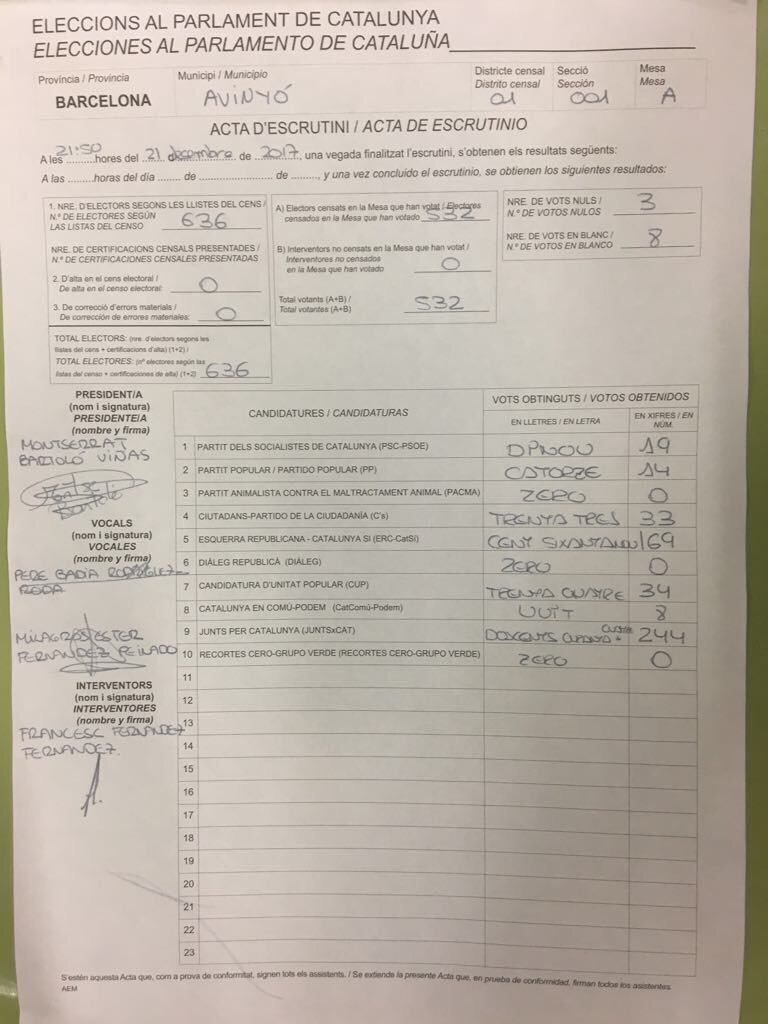 ELECCIONS AL PARLAMENT DE CATALUNYA
ELECCIONES AL PARLAMENTO DE CATALUÑA
Província / Provincia
BARCELONA
Municipi / Municipio
AVINYÓ
Districte censal
Distrito censal
01
Secció
Sección
001
Mesa
Mesa
A
ACTA D'ESCRUTINI / ACTA DE ESCRUTINIO
A les 21:50 hores del 21 de desembre de 2017, una vegada finalitzat l'escrutini, s'obtenen els resultats següents:
A las ......... horas del día ....... de ...................... de ........, y una vez concluido el escrutinio, se obtienen los siguientes resultados:
1. NRE. D'ELECTORS SEGONS LES LLISTES DEL CENS /
N.º DE ELECTORES SEGÚN
LAS LISTAS DEL CENSO 636
NRE. DE CERTIFICACIONS CENSALS PRESENTADES /
N.º DE CERTIFICACIONES CENSALES PRESENTADAS
2. D'alta en el cens electoral /
De alta en el censo electoral: 0
3. De correcció d'errors materials /
De corrección de errores materiales: 0
TOTAL ELECTORS: (nre. d'electors segons les
llistes del cens + certificacions d'alta) (1+2) /
TOTAL ELECTORES: (nº electores según las
listas del censo + certificaciones de alta) (1+2) 636
A) Electors censats en la Mesa que han votat / Electores
censados en la Mesa que han votado 532
B) Interventors no censats en la Mesa que han votat /
Interventores no censados
en la Mesa que han votado 0
Total votants (A+B) /
Total votantes (A+B) 532
NRE. DE VOTS NULS /
N.º DE VOTOS NULOS 3
NRE. DE VOTS EN BLANC /
N.º DE VOTOS EN BLANCO 8
PRESIDENT/A
(nom i signatura)
PRESIDENTE/A
(nombre y firma)
MONTSERRAT
BARTOLÓ VIÑAS
VOCALS
(nom i signatura)
VOCALES
(nombre y firma)
PERE BADIA RODRÍGUEZ
RODA
MILAGROS ESTER
FERNANDEZ PEINADO
INTERVENTORS
(nom i signatura)
INTERVENTORES
(nombre y firma)
FRANCESC FERNANDEZ
FERNANDEZ.
CANDIDATURES / CANDIDATURAS
VOTS OBTINGUTS / VOTOS OBTENIDOS
EN LLETRES / EN LETRA
EN XIFRES / EN NÚM.
1 PARTIT DELS SOCIALISTES DE CATALUNYA (PSC-PSOE) DINOU 19
2 PARTIT POPULAR / PARTIDO POPULAR (PP) CATORZE 14
3 PARTIT ANIMALISTA CONTRA EL MALTRACTAMENT ANIMAL (PACMA) ZERO 0
4 CIUTADANS-PARTIDO DE LA CIUDADANÍA (C's) TRENTA TRES 33
5 ESQUERRA REPUBLICANA - CATALUNYA SI (ERC-CatSí) CENT SIXANTANOU 169
6 DIÀLEG REPUBLICÀ (DIÀLEG) ZERO 0
7 CANDIDATURA D'UNITAT POPULAR (CUP) TRENTA CUATRE 34
8 CATALUNYA EN COMÚ-PODEM (CatComú-Podem) VUIT 8
9 JUNTS PER CATALUNYA (JUNTSxCAT) 244
10 RECORTES CERO-GRUPO VERDE (RECORTES CERO-GRUPO VERDE) ZERO 0
11
12
13
14
15
16
17
18
19
20
21
22
23
S'estén aquesta Acta que, com a prova de conformitat, signen tots els assistents. / Se extiende la presente Acta que, en prueba de conformidad, firman todos los asistentes.
AEM